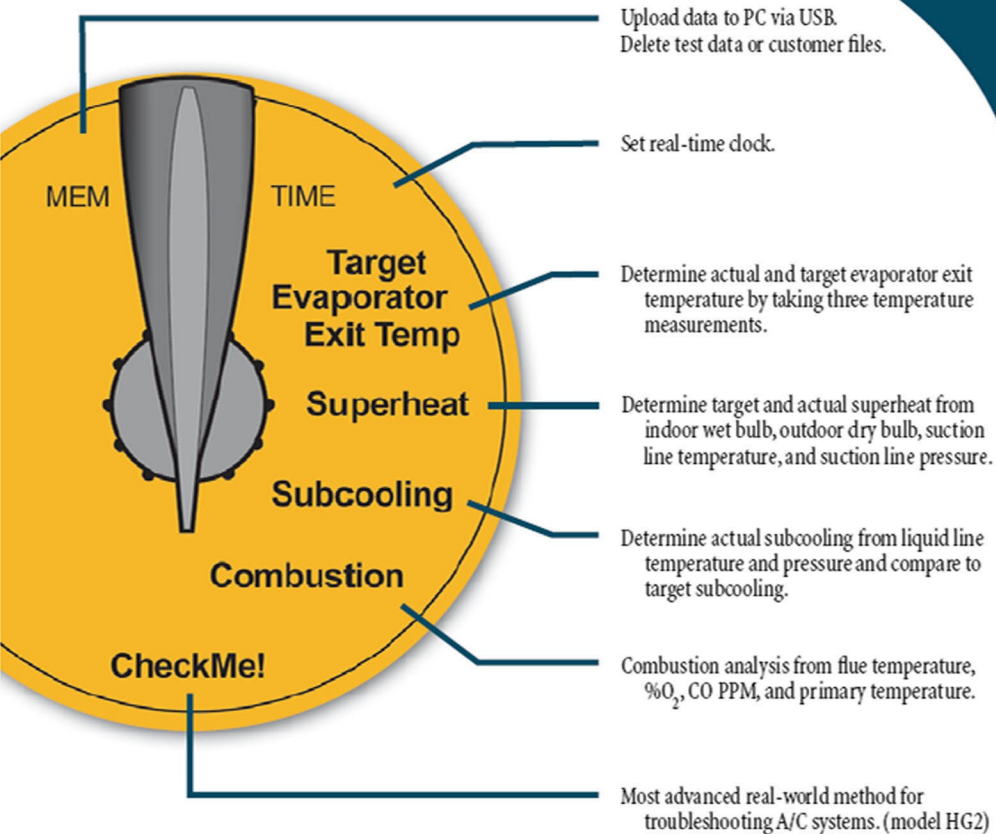 Upload data to PC via USB.
Delete test data or customer files.
Set real-time clock.
MEM
TIME
Target
Evaporator
Exit Temp
Determine actual and target evaporator exit
temperature by taking three temperature
measurements.
Superheat
Determine target and actual superheat from
indoor wet bulb, outdoor dry bulb, suction
line temperature, and suction line pressure.
Subcooling
Determine actual subcooling from liquid line
temperature and pressure and compare to
target subcooling.
Combustion
Combustion analysis from flue temperature,
%O₂, CO PPM, and primary temperature.
CheckMe!
Most advanced real-world method for
troubleshooting A/C systems. (model HG2)